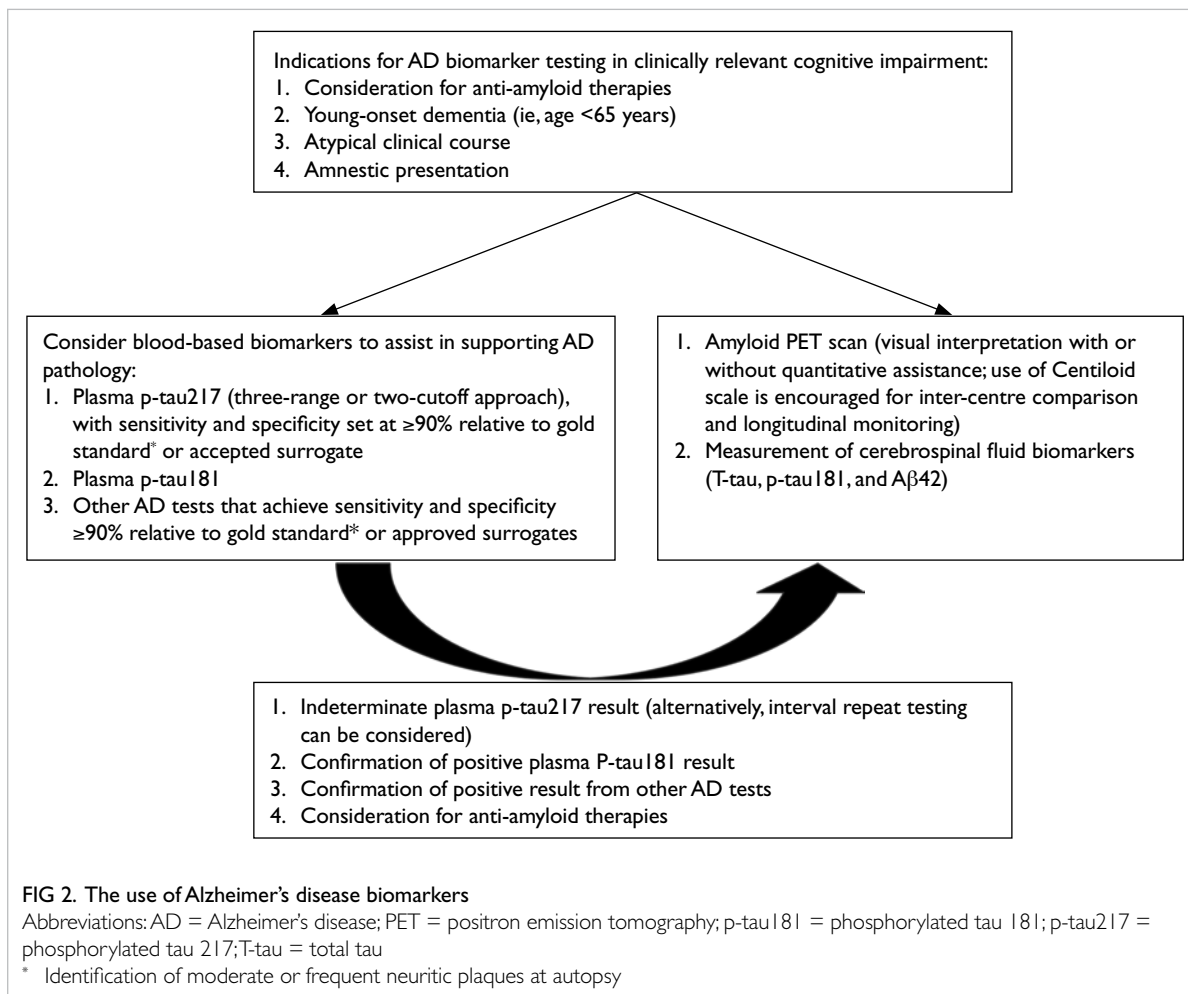 Indications for AD biomarker testing in clinically relevant cognitive impairment:
1. Consideration for anti-amyloid therapies
2. Young-onset dementia (ie, age <65 years)
3. Atypical clinical course
4. Amnestic presentation
Consider blood-based biomarkers to assist in supporting AD
pathology:
1. Plasma p-tau217 (three-range or two-cutoff approach),
with sensitivity and specificity set at ≥90% relative to gold
standard* or accepted surrogate
2. Plasma p-tau181
3. Other AD tests that achieve sensitivity and specificity
≥90% relative to gold standard* or approved surrogates
1. Amyloid PET scan (visual interpretation with or
without quantitative assistance; use of Centiloid
scale is encouraged for inter-centre comparison
and longitudinal monitoring)
2. Measurement of cerebrospinal fluid biomarkers
(T-tau, p-tau181, and Aβ42)
1. Indeterminate plasma p-tau217 result (alternatively, interval repeat testing
can be considered)
2. Confirmation of positive plasma P-tau181 result
3. Confirmation of positive result from other AD tests
4. Consideration for anti-amyloid therapies
FIG 2. The use of Alzheimer's disease biomarkers
Abbreviations: AD = Alzheimer's disease; PET = positron emission tomography; p-tau181 = phosphorylated tau 181; p-tau217 =
phosphorylated tau 217; T-tau = total tau
* Identification of moderate or frequent neuritic plaques at autopsy